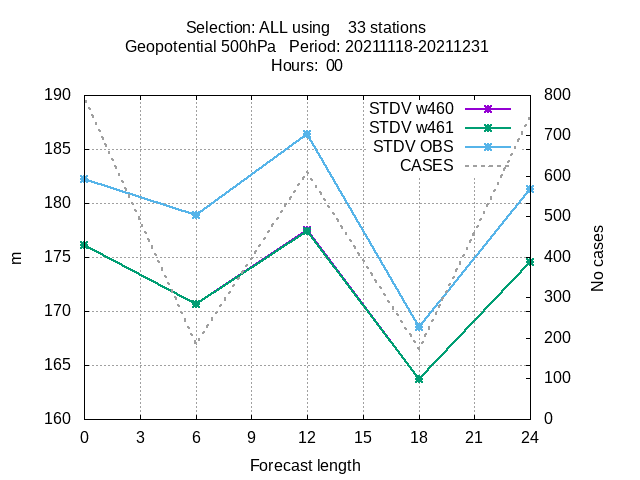 Selection: ALL using    33 stations
Geopotential 500hPa   Period: 20211118-20211231
Hours:  00
190
185
180
175
170
165
160
m
800
700
600
500
400
300
200
100
0
No cases
STDV w460
STDV w461
STDV OBS
CASES
0 3 6 9 12 15 18 21 24
Forecast length